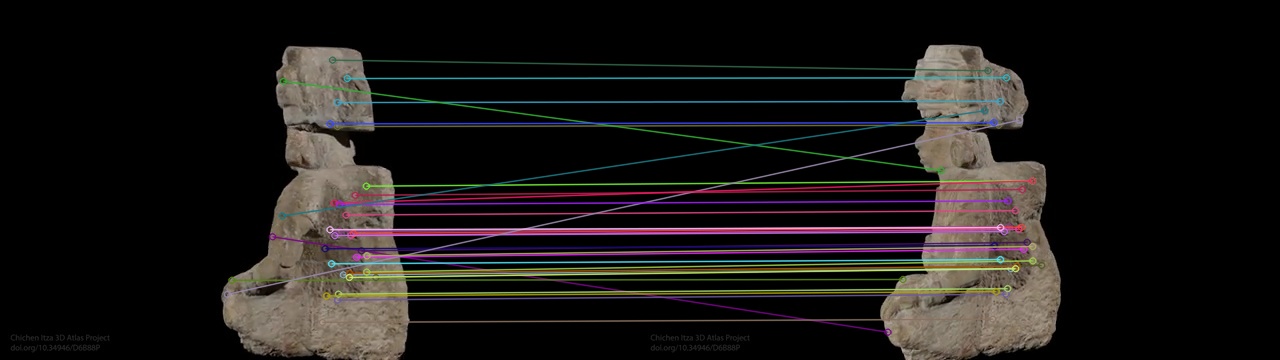 Chichen Itza 3D Atlas Project
doi.org/10.34946/D6B88P
Chichen Itza 3D Atlas Project
doi.org/10.34946/D6B88P